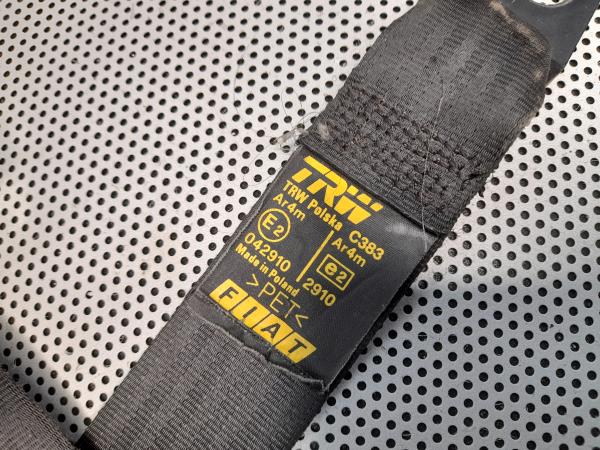 TRW
TRW Polska C383
Ar4m Ar4m
E2 e2
042910 2910
Made in Poland
>PET<
FIAT